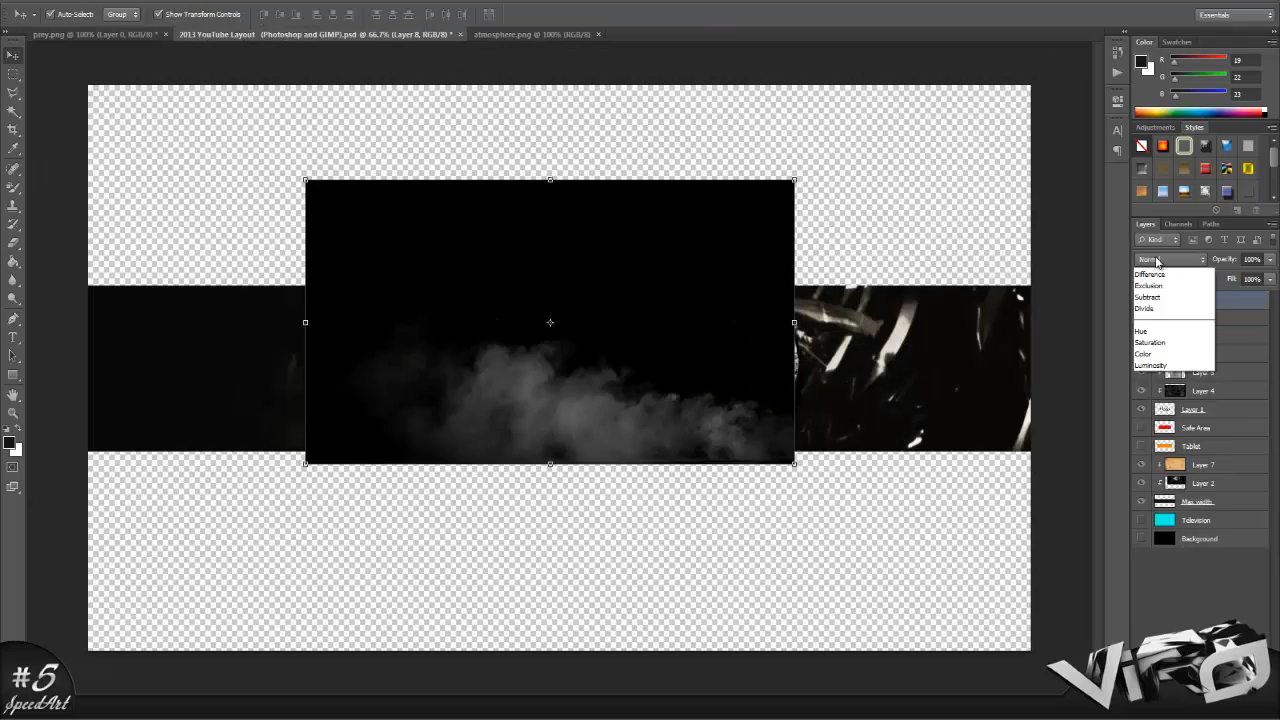 Auto-Select: Group Show Transform Controls Essentials
prey.png @ 100% (Layer 0, RGB/8) * × 2013 YouTube Layout (Photoshop and GIMP).psd @ 66.7% (Layer 8, RGB/8) * × atmosphere.png @ 100% (RGB/8) ×
Color Swatches
R 19
G 22
B 23
Adjustments Styles
Layers Channels Paths
Kind
Normal Opacity: 100%
Fill: 100%
Difference
Exclusion
Subtract
Divide
Hue
Saturation
Color
Luminosity
Layer 4
Layer 1
Safe Area
Tablet
Layer 7
Layer 2
Max width
Television
Background
#5
SpeedArt